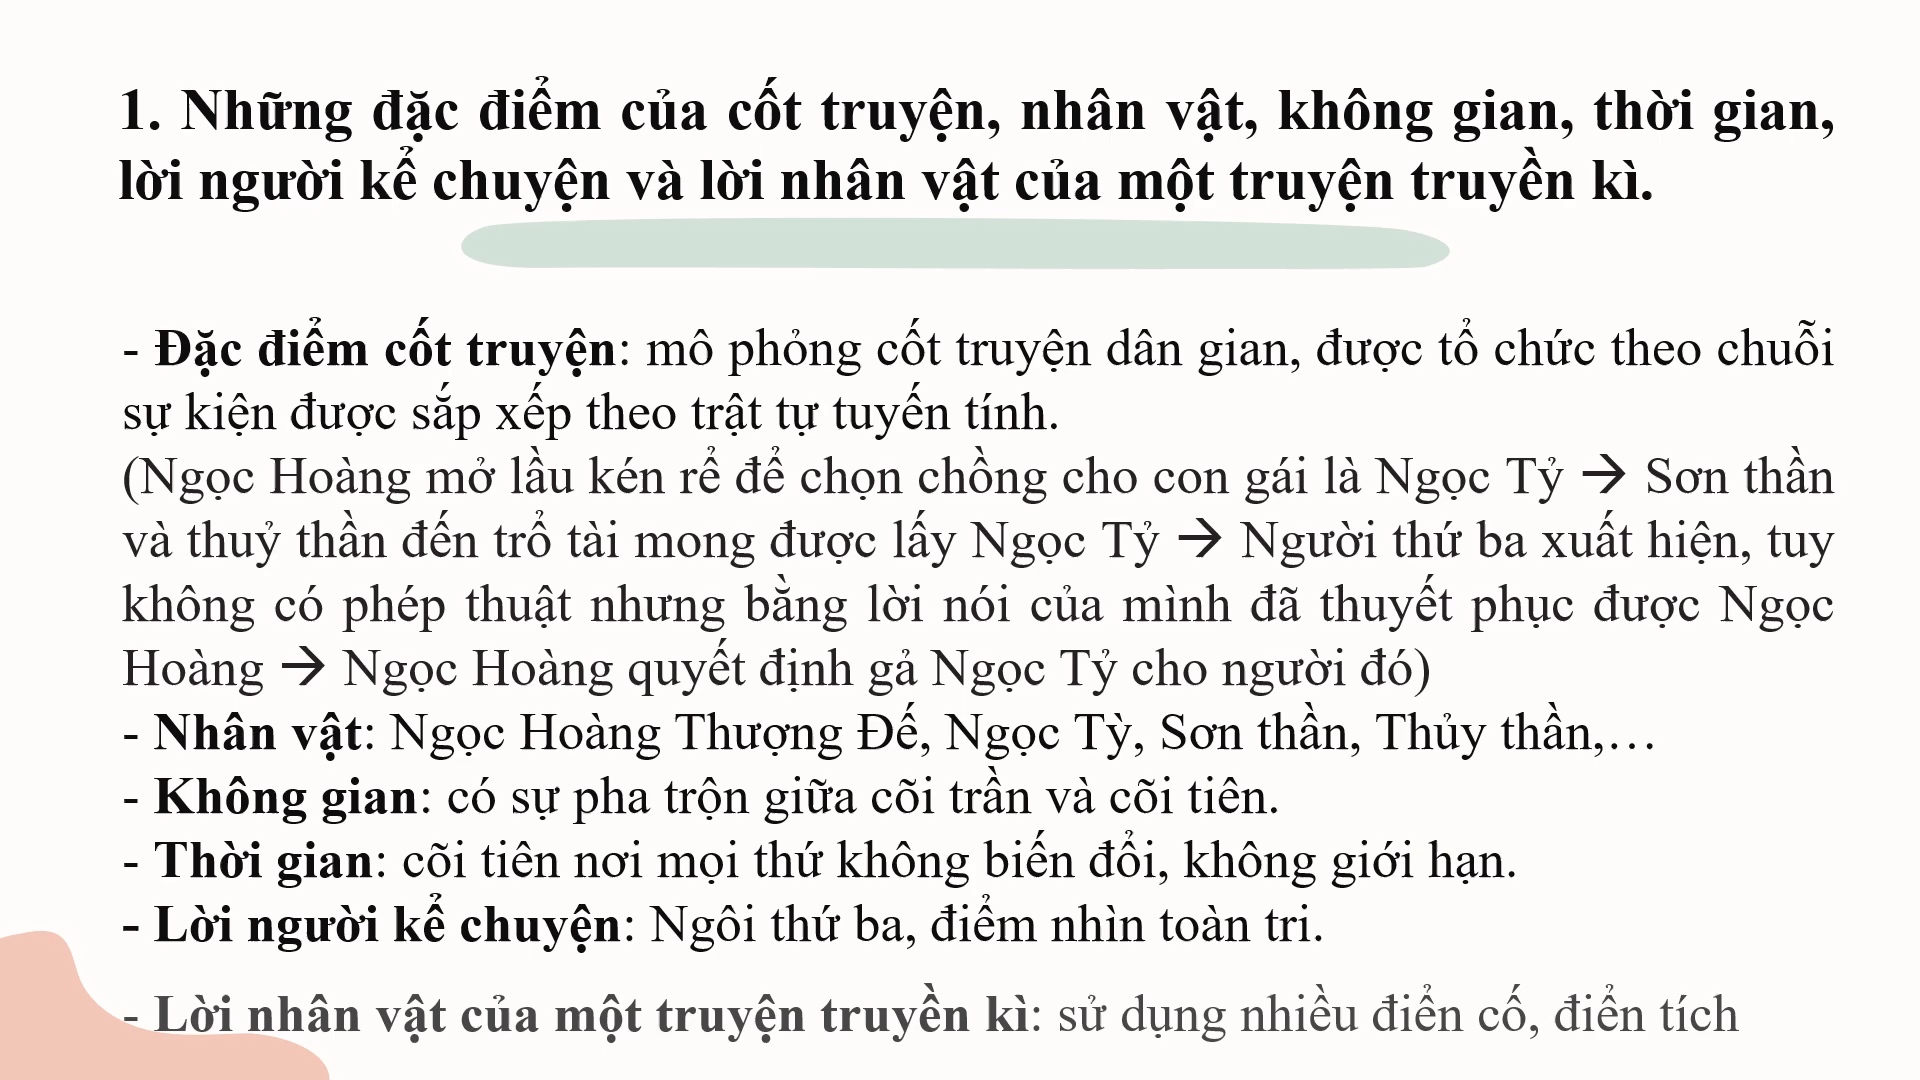 1. Những đặc điểm của cốt truyện, nhân vật, không gian, thời gian,
lời người kể chuyện và lời nhân vật của một truyện truyền kì.
- Đặc điểm cốt truyện: mô phỏng cốt truyện dân gian, được tổ chức theo chuỗi
sự kiện được sắp xếp theo trật tự tuyến tính.
(Ngọc Hoàng mở lầu kén rể để chọn chồng cho con gái là Ngọc Tỷ → Sơn thần
và thuỷ thần đến trổ tài mong được lấy Ngọc Tỷ → Người thứ ba xuất hiện, tuy
không có phép thuật nhưng bằng lời nói của mình đã thuyết phục được Ngọc
Hoàng → Ngọc Hoàng quyết định gả Ngọc Tỷ cho người đó)
- Nhân vật: Ngọc Hoàng Thượng Đế, Ngọc Tỳ, Sơn thần, Thủy thần,…
- Không gian: có sự pha trộn giữa cõi trần và cõi tiên.
- Thời gian: cõi tiên nơi mọi thứ không biến đổi, không giới hạn.
- Lời người kể chuyện: Ngôi thứ ba, điểm nhìn toàn tri.
- Lời nhân vật của một truyện truyền kì: sử dụng nhiều điển cố, điển tích